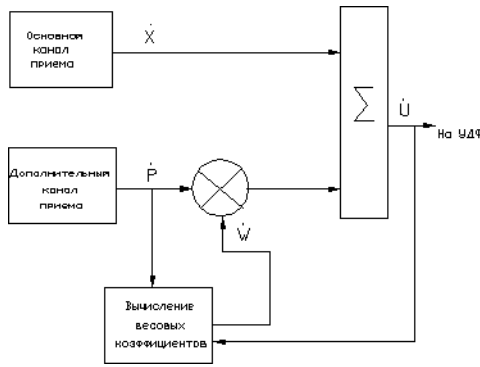 Основной
канал
приема
Ẋ
Σ
U̇
На УДФ
Дополнительный
канал
приема
Ṗ
Ẇ
Вычисление
весовых
коэффициентов